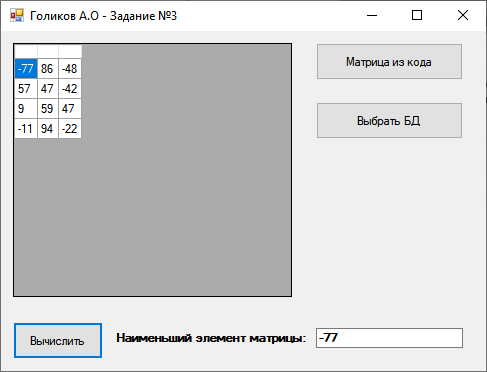 Голиков А.О - Задание №3
-77 86 -48
57 47 -42
9 59 47
-11 94 -22
Матрица из кода
Выбрать БД
Вычислить
Наименьший элемент матрицы:
-77